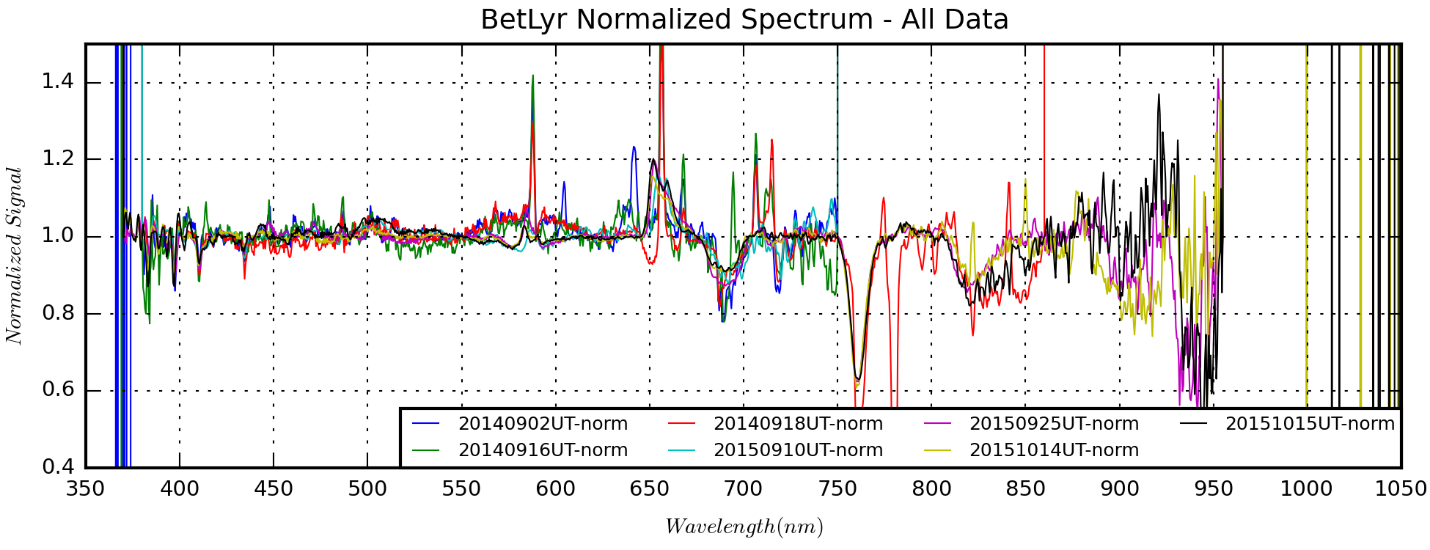 BetLyr Normalized Spectrum - All Data
Normalized Signal
1.4
1.2
1.0
0.8
0.6
0.4
20140902UT-norm 20140918UT-norm 20150925UT-norm 20151015UT-norm
20140916UT-norm 20150910UT-norm 20151014UT-norm
350 400 450 500 550 600 650 700 750 800 850 900 950 1000 1050
Wavelength(nm)